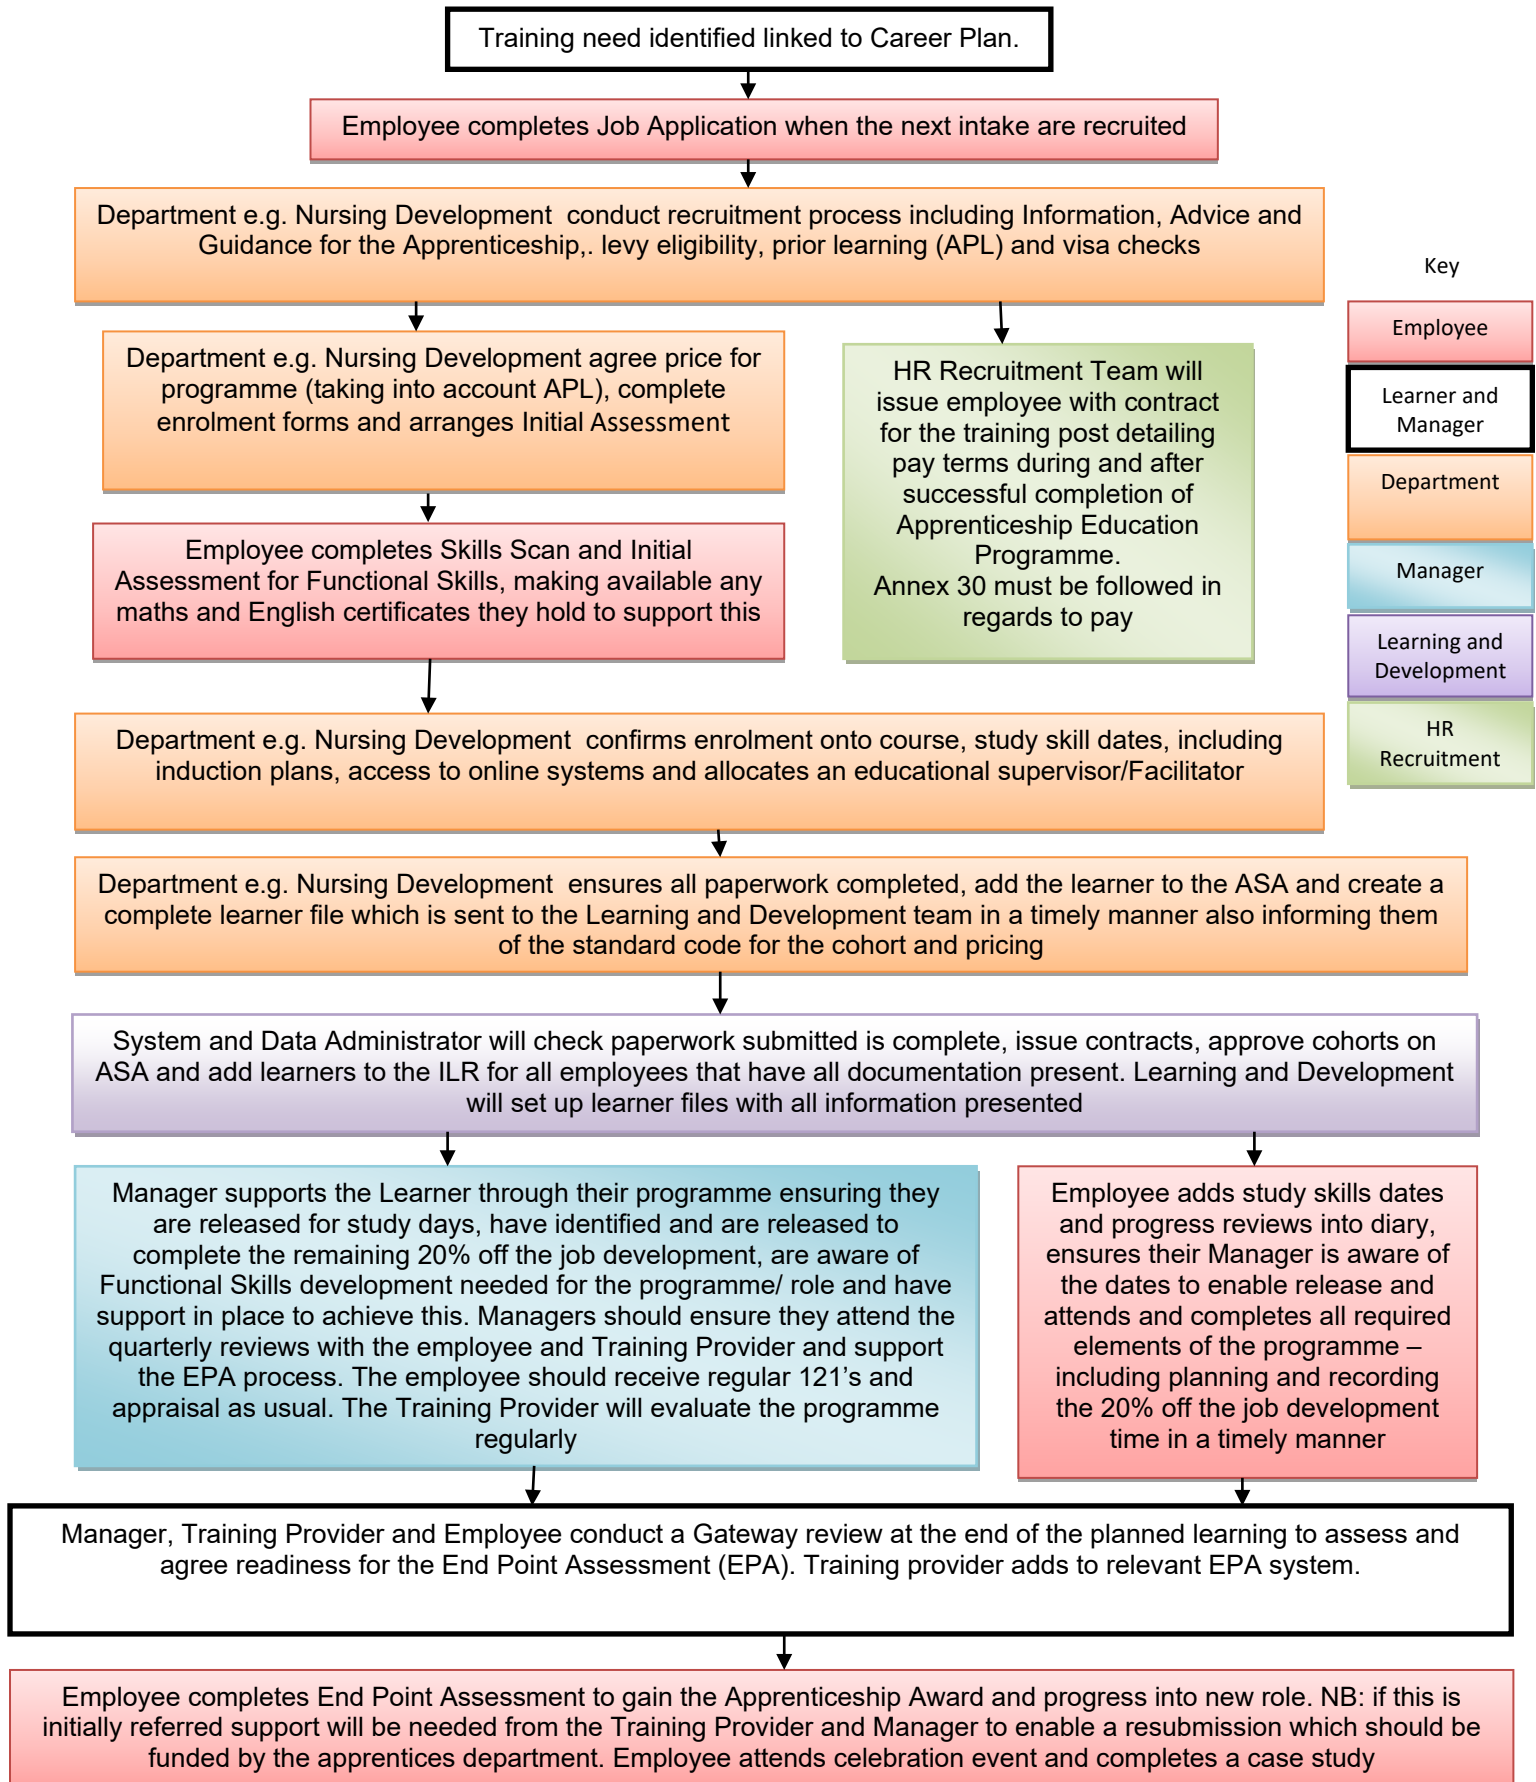 Training need identified linked to Career Plan.
Employee completes Job Application when the next intake are recruited
Department e.g. Nursing Development  conduct recruitment process including Information, Advice and
Guidance for the Apprenticeship,. levy eligibility, prior learning (APL) and visa checks
Department e.g. Nursing Development agree price for
programme (taking into account APL), complete
enrolment forms and arranges Initial Assessment
HR Recruitment Team will
issue employee with contract
for the training post detailing
pay terms during and after
successful completion of
Apprenticeship Education
Programme.
Annex 30 must be followed in
regards to pay
Employee completes Skills Scan and Initial
Assessment for Functional Skills, making available any
maths and English certificates they hold to support this
Key
Employee
Learner and
Manager
Department
Manager
Learning and
Development
HR
Recruitment
Department e.g. Nursing Development  confirms enrolment onto course, study skill dates, including
induction plans, access to online systems and allocates an educational supervisor/Facilitator
Department e.g. Nursing Development  ensures all paperwork completed, add the learner to the ASA and create a
complete learner file which is sent to the Learning and Development team in a timely manner also informing them
of the standard code for the cohort and pricing
System and Data Administrator will check paperwork submitted is complete, issue contracts, approve cohorts on
ASA and add learners to the ILR for all employees that have all documentation present. Learning and Development
will set up learner files with all information presented
Manager supports the Learner through their programme ensuring they
are released for study days, have identified and are released to
complete the remaining 20% off the job development, are aware of
Functional Skills development needed for the programme/ role and have
support in place to achieve this. Managers should ensure they attend the
quarterly reviews with the employee and Training Provider and support
the EPA process. The employee should receive regular 121's and
appraisal as usual. The Training Provider will evaluate the programme
regularly
Employee adds study skills dates
and progress reviews into diary,
ensures their Manager is aware of
the dates to enable release and
attends and completes all required
elements of the programme –
including planning and recording
the 20% off the job development
time in a timely manner
Manager, Training Provider and Employee conduct a Gateway review at the end of the planned learning to assess and
agree readiness for the End Point Assessment (EPA). Training provider adds to relevant EPA system.
Employee completes End Point Assessment to gain the Apprenticeship Award and progress into new role. NB: if this is
initially referred support will be needed from the Training Provider and Manager to enable a resubmission which should be
funded by the apprentices department. Employee attends celebration event and completes a case study